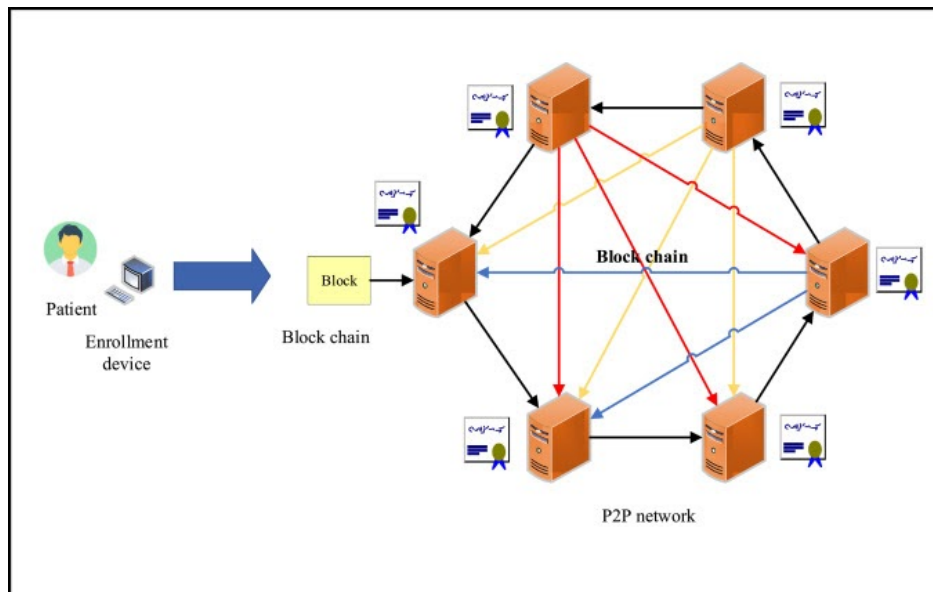 Patient
Enrollment
device
Block
Block chain
Block chain
P2P network